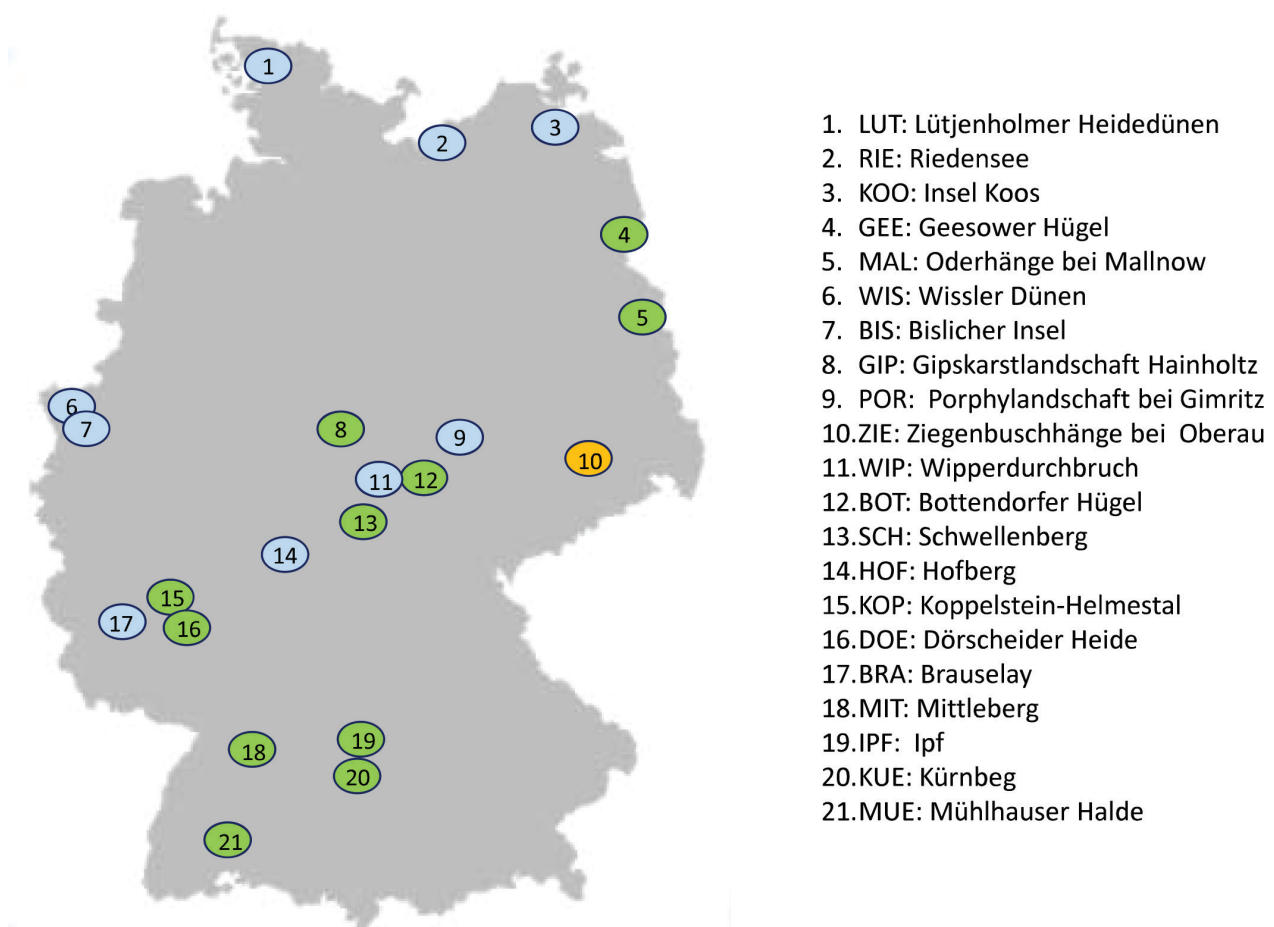 1
2
3
4
5
6
7
8
9
10
11
12
13
14
15
16
17
18
19
20
21
1. LUT: Lütjenholmer Heidedünen
2. RIE: Riedensee
3. KOO: Insel Koos
4. GEE: Geesower Hügel
5. MAL: Oderhänge bei Mallnow
6. WIS: Wissler Dünen
7. BIS: Bislicher Insel
8. GIP: Gipskarstlandschaft Hainholtz
9. POR: Porphylandschaft bei Gimritz
10.ZIE: Ziegenbuschhänge bei Oberau
11.WIP: Wipperdurchbruch
12.BOT: Bottendorfer Hügel
13.SCH: Schwellenberg
14.HOF: Hofberg
15.KOP: Koppelstein-Helmestal
16.DOE: Dörscheider Heide
17.BRA: Brauselay
18.MIT: Mittleberg
19.IPF: Ipf
20.KUE: Kürnbeg
21.MUE: Mühlhauser Halde